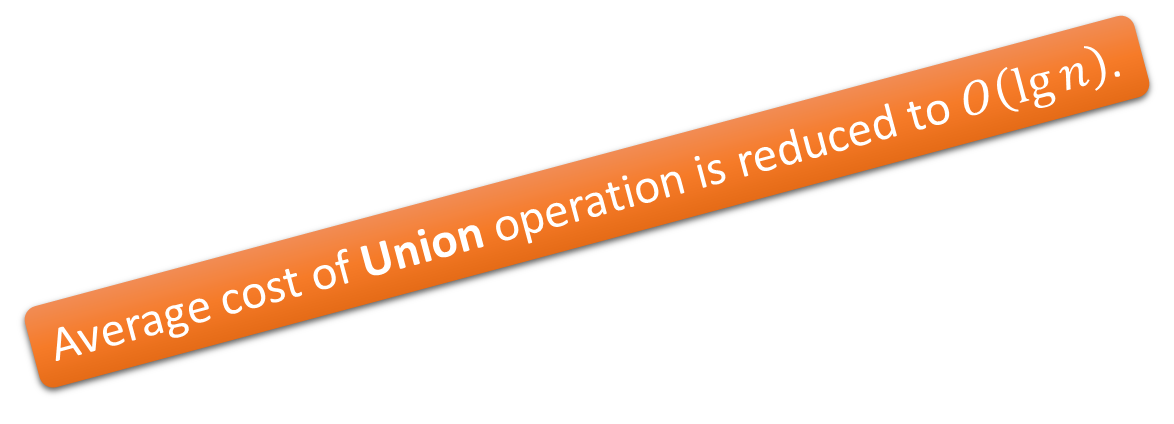 Average cost of Union operation is reduced to O(lg n).